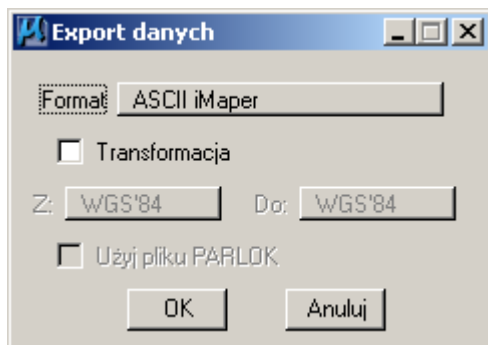 Export danych
Format ASCII iMaper
Transformacja
Z: WGS'84 Do: WGS'84
Użyj pliku PARLOK
OK Anuluj